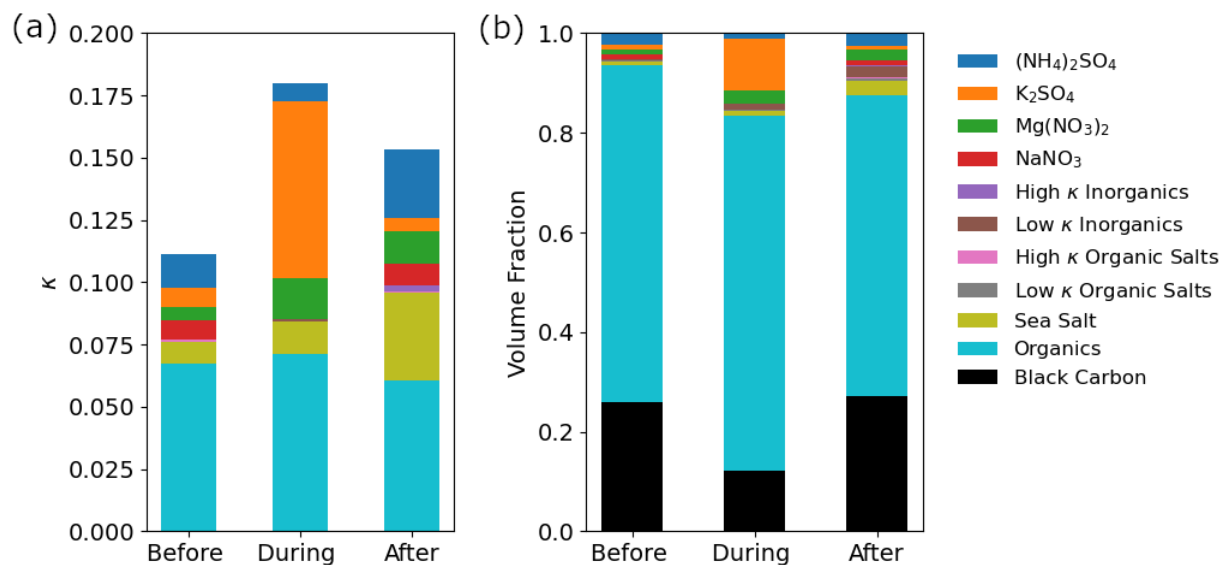 (a)
0.200
0.175
0.150
0.125
0.100
0.075
0.050
0.025
0.000
κ
Before During After
(b)
1.0
0.8
0.6
0.4
0.2
0.0
Volume Fraction
Before During After
(NH₄)₂SO₄
K₂SO₄
Mg(NO₃)₂
NaNO₃
High κ Inorganics
Low κ Inorganics
High κ Organic Salts
Low κ Organic Salts
Sea Salt
Organics
Black Carbon